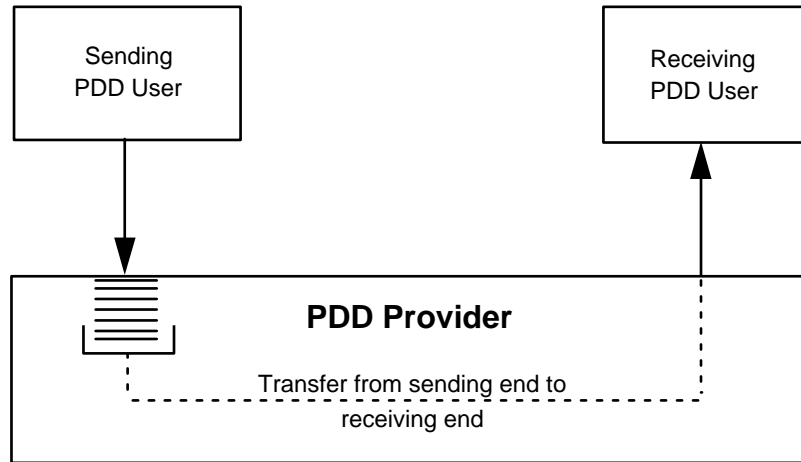 Sending
PDD User
Receiving
PDD User
PDD Provider
Transfer from sending end to
receiving end